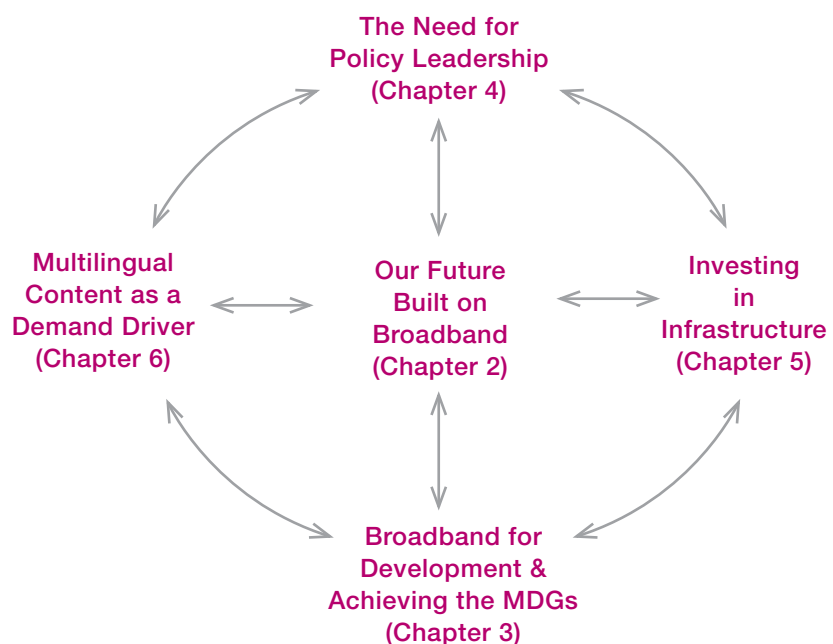 The Need for
Policy Leadership
(Chapter 4)
Multilingual
Content as a
Demand Driver
(Chapter 6)
Our Future
Built on
Broadband
(Chapter 2)
Investing
in
Infrastructure
(Chapter 5)
Broadband for
Development &
Achieving the MDGs
(Chapter 3)